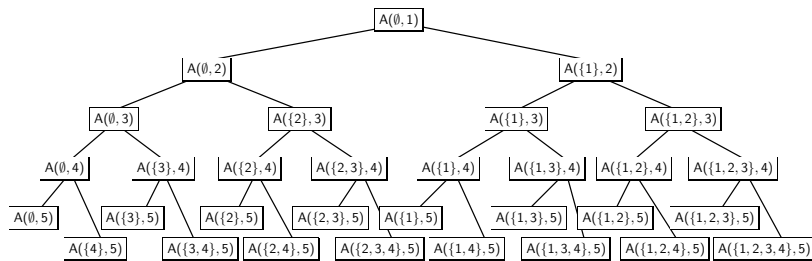 A(∅, 1)
A(∅, 2) A({1}, 2)
A(∅, 3) A({2}, 3) A({1}, 3) A({1, 2}, 3)
A(∅, 4) A({3}, 4) A({2}, 4) A({2, 3}, 4) A({1}, 4) A({1, 3}, 4) A({1, 2}, 4) A({1, 2, 3}, 4)
A(∅, 5) A({3}, 5) A({2}, 5) A({2, 3}, 5) A({1}, 5) A({1, 3}, 5) A({1, 2}, 5) A({1, 2, 3}, 5)
A({4}, 5) A({3, 4}, 5) A({2, 4}, 5) A({2, 3, 4}, 5) A({1, 4}, 5) A({1, 3, 4}, 5) A({1, 2, 4}, 5) A({1, 2, 3, 4}, 5)